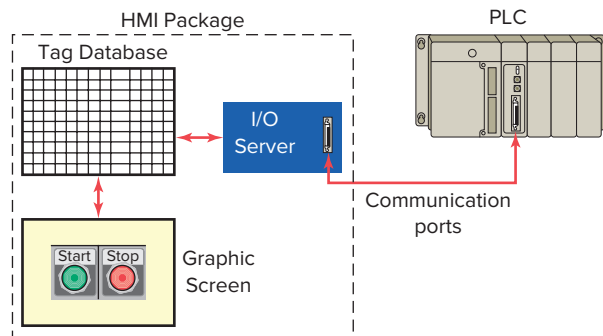 HMI Package
PLC
Tag Database
I/O
Server
Communication
ports
Start
Stop
Graphic
Screen